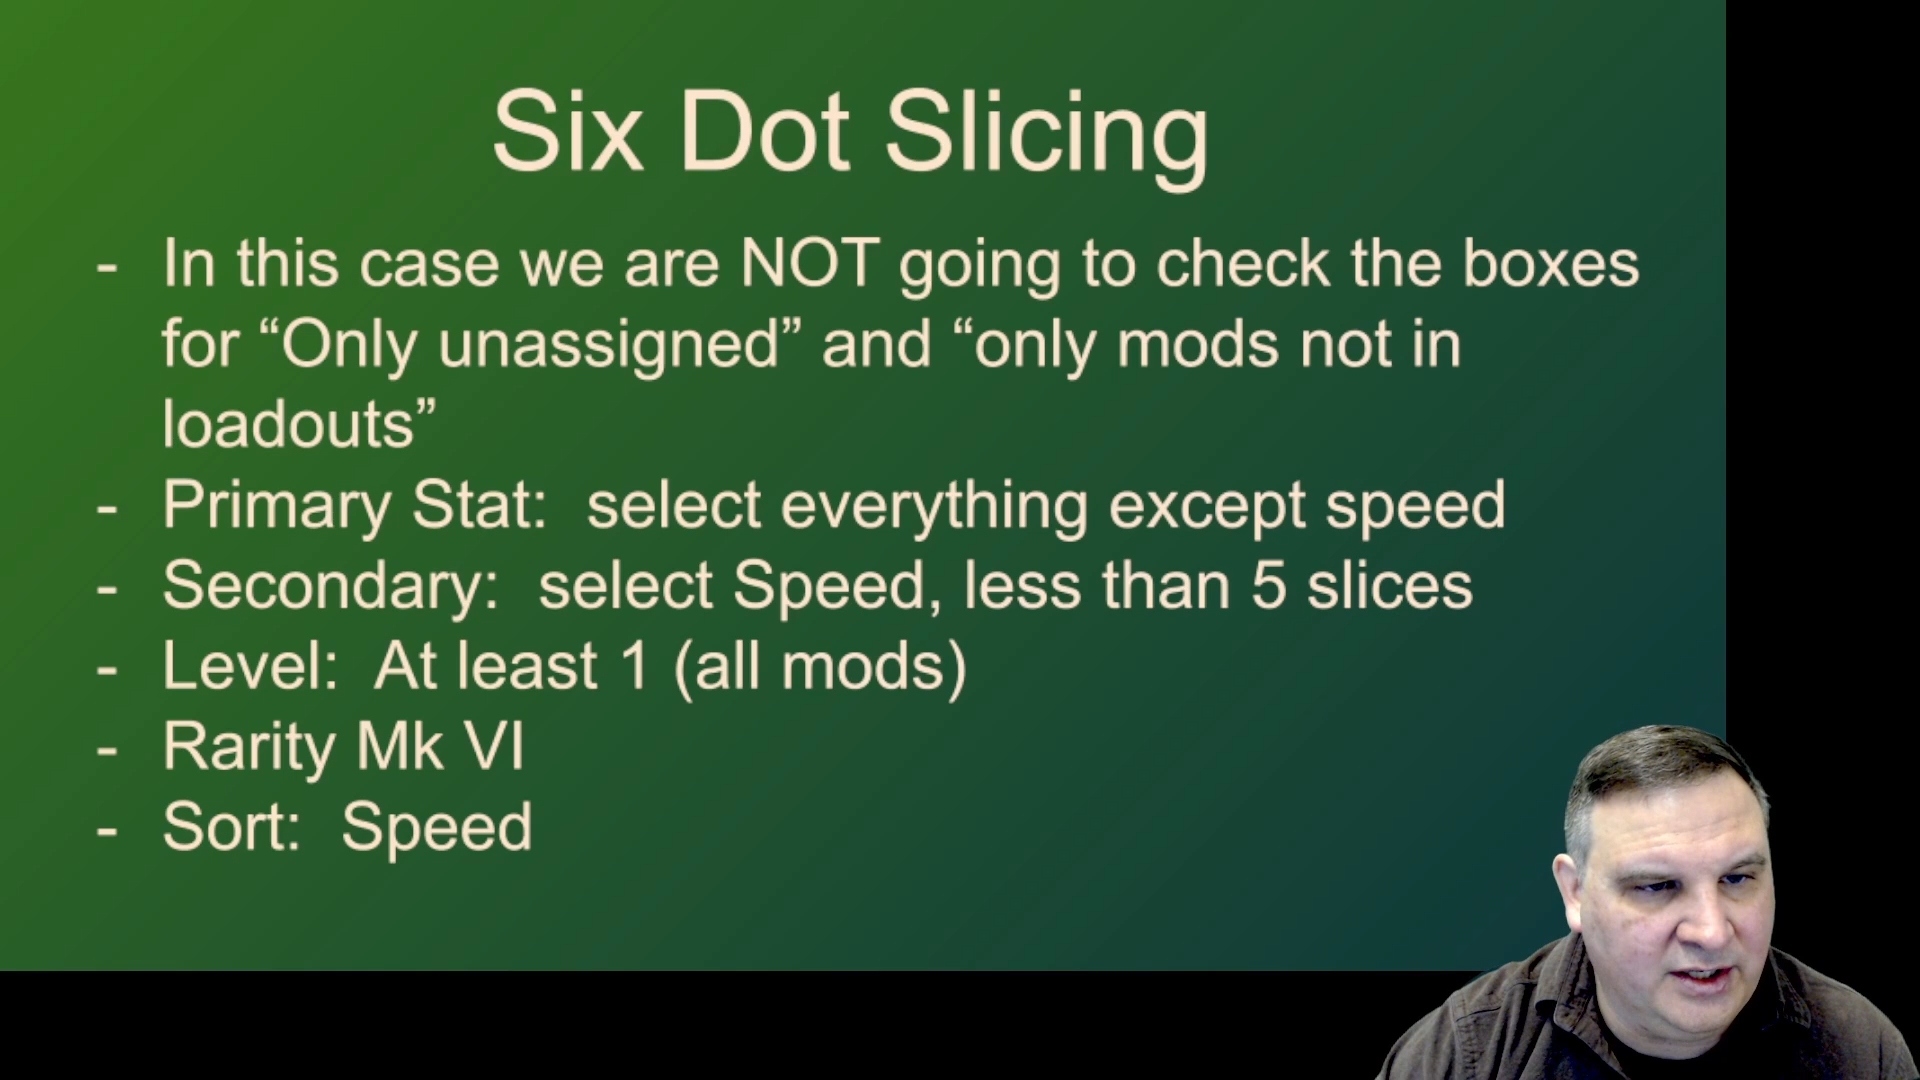 Six Dot Slicing
- In this case we are NOT going to check the boxes
for “Only unassigned” and “only mods not in
loadouts”
- Primary Stat:  select everything except speed
- Secondary:  select Speed, less than 5 slices
- Level:  At least 1 (all mods)
- Rarity Mk VI
- Sort:  Speed